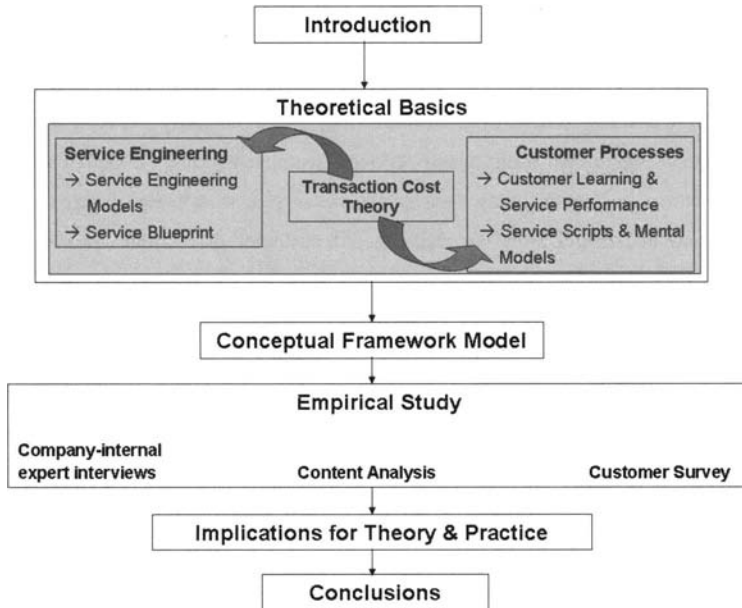 Introduction
Theoretical Basics
Service Engineering
→ Service Engineering
Models
→ Service Blueprint
Transaction Cost
Theory
Customer Processes
→ Customer Learning &
Service Performance
→ Service Scripts & Mental
Models
Conceptual Framework Model
Empirical Study
Company-internal
expert interviews
Content Analysis
Customer Survey
Implications for Theory & Practice
Conclusions